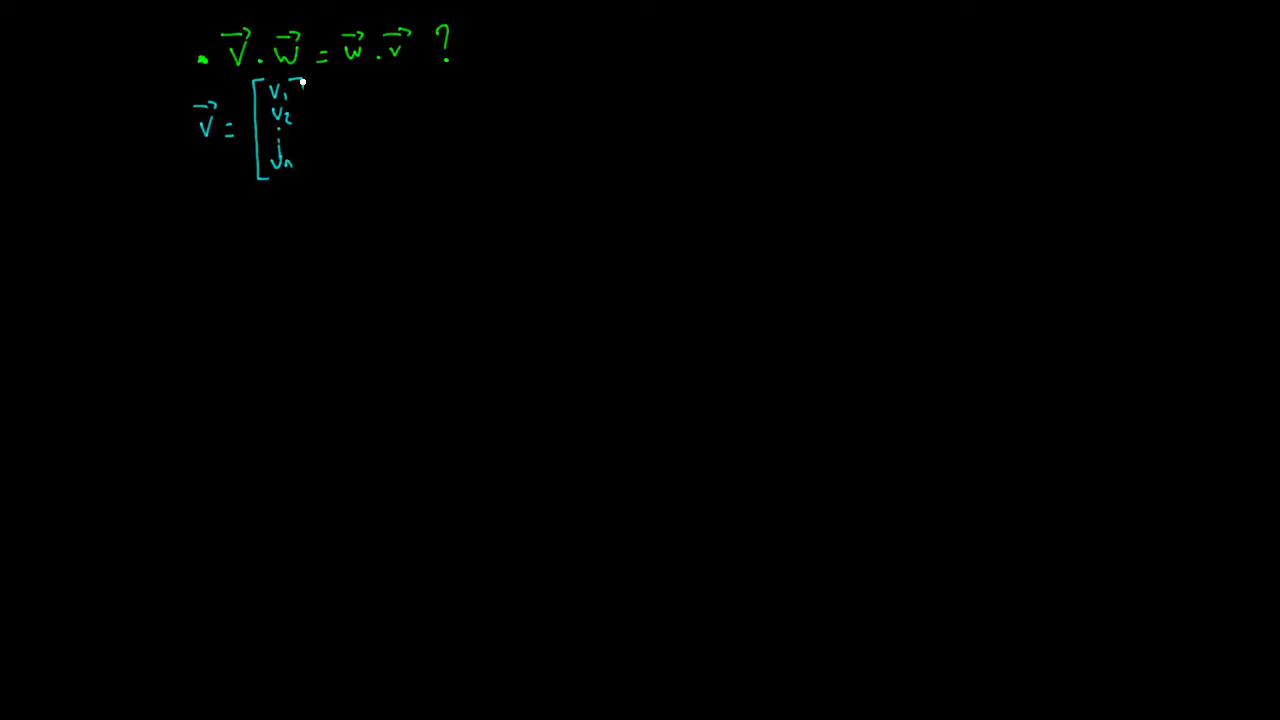 . v⃗ . w⃗ = w⃗ . v⃗ ?
v⃗ = [v₁
v₂
⋮
vₙ